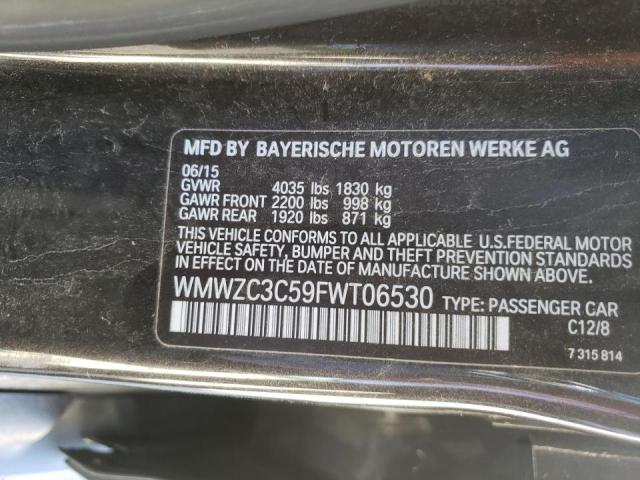 MFD BY BAYERISCHE MOTOREN WERKE AG
06/15
GVWR 4035 lbs 1830 kg
GAWR FRONT 2200 lbs 998 kg
GAWR REAR 1920 lbs 871 kg
THIS VEHICLE CONFORMS TO ALL APPLICABLE U.S.FEDERAL MOTOR
VEHICLE SAFETY, BUMPER AND THEFT PREVENTION STANDARDS
IN EFFECT ON THE DATE OF MANUFACTURE SHOWN ABOVE.
WMWZC3C59FWT06530 TYPE: PASSENGER CAR
C12/8
7 315 814